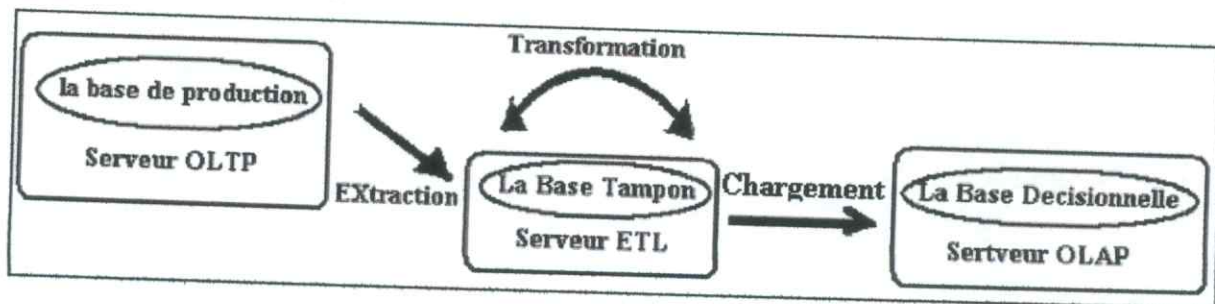 Transformation
la base de production
Serveur OLTP
EXtraction
La Base Tampon
Serveur ETL
Chargement
La Base Decisionnelle
Sertveur OLAP